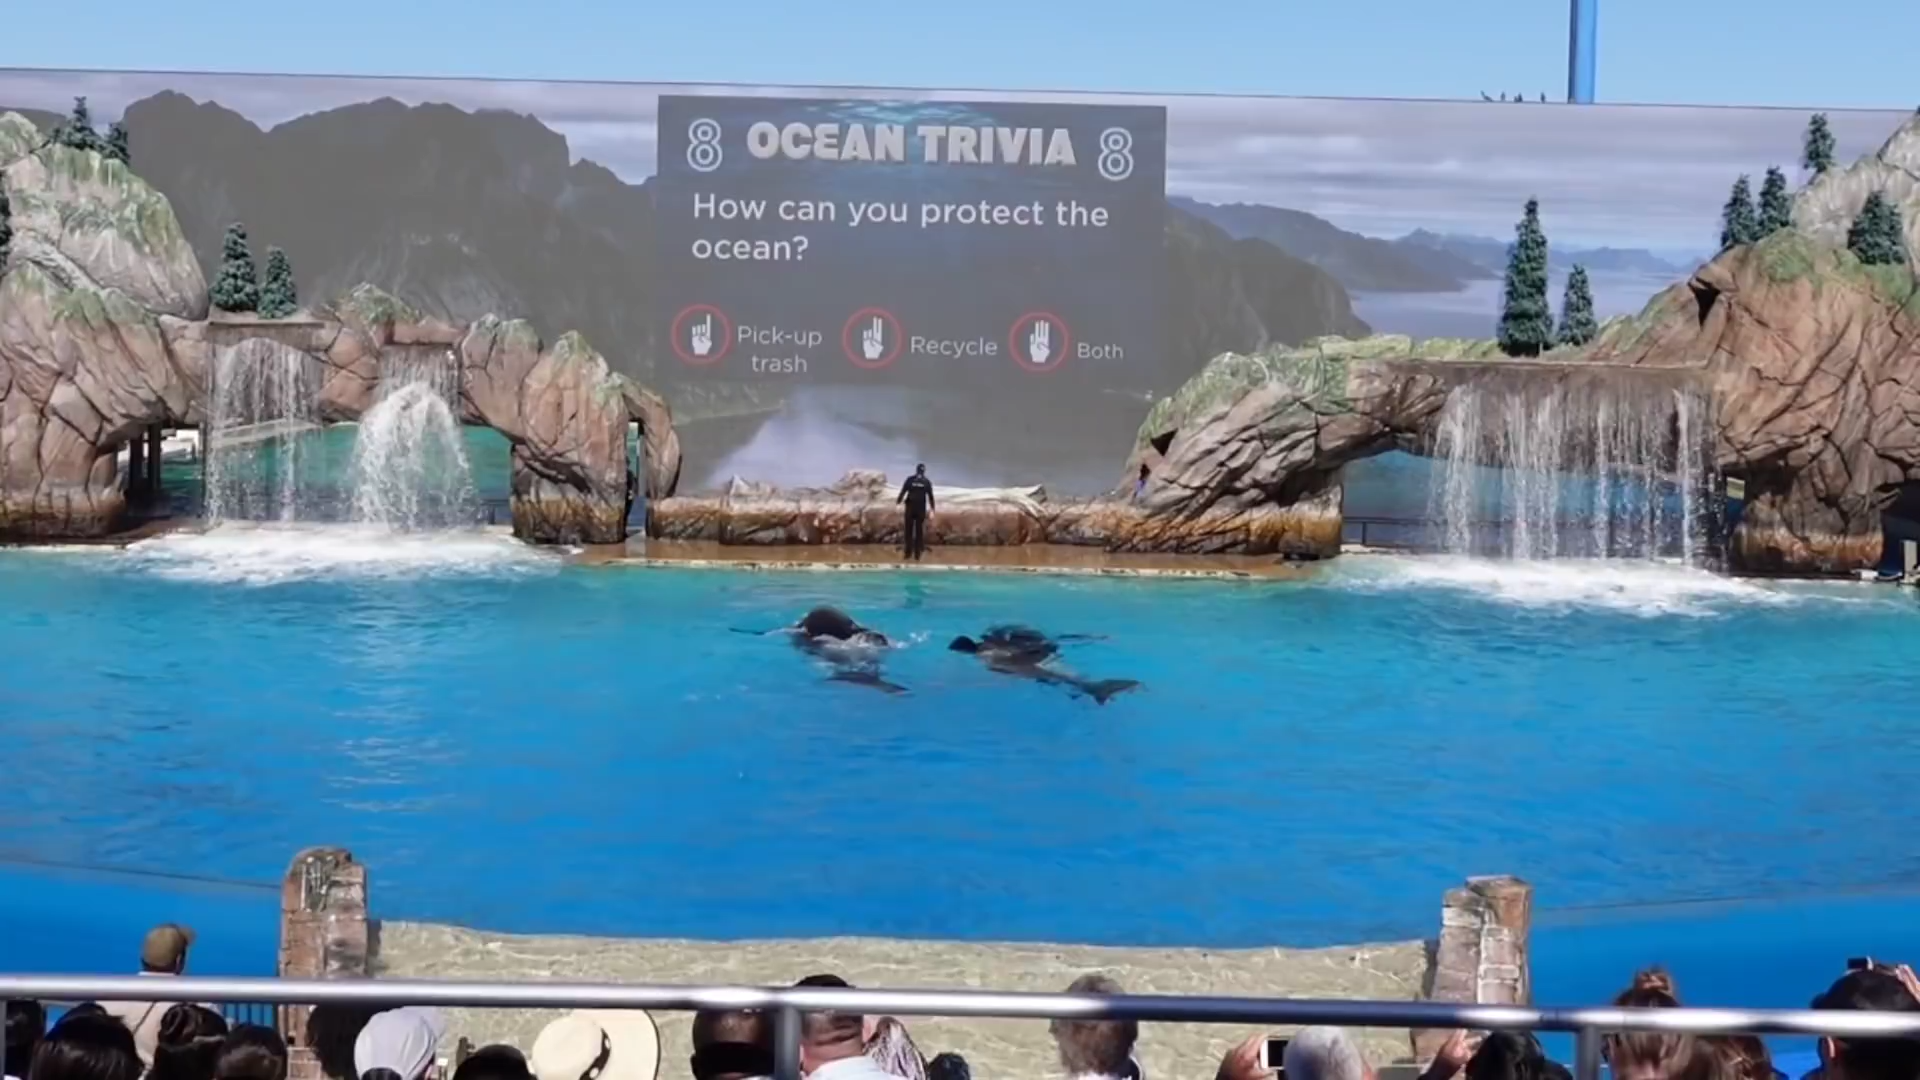 8 OCEAN TRIVIA 8
How can you protect the
ocean?
Pick-up
trash
Recycle
Both